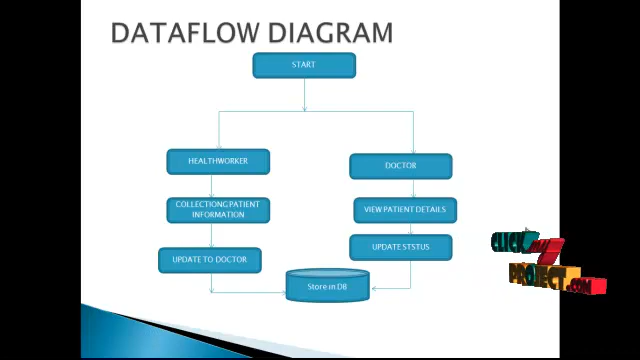 DATAFLOW DIAGRAM
START
HEALTHWORKER
DOCTOR
COLLECTIONG PATIENT
INFORMATION
VIEW PATIENT DETAILS
UPDATE TO DOCTOR
UPDATE STSTUS
Store in DB
CLICK MY
PROJECT.COM